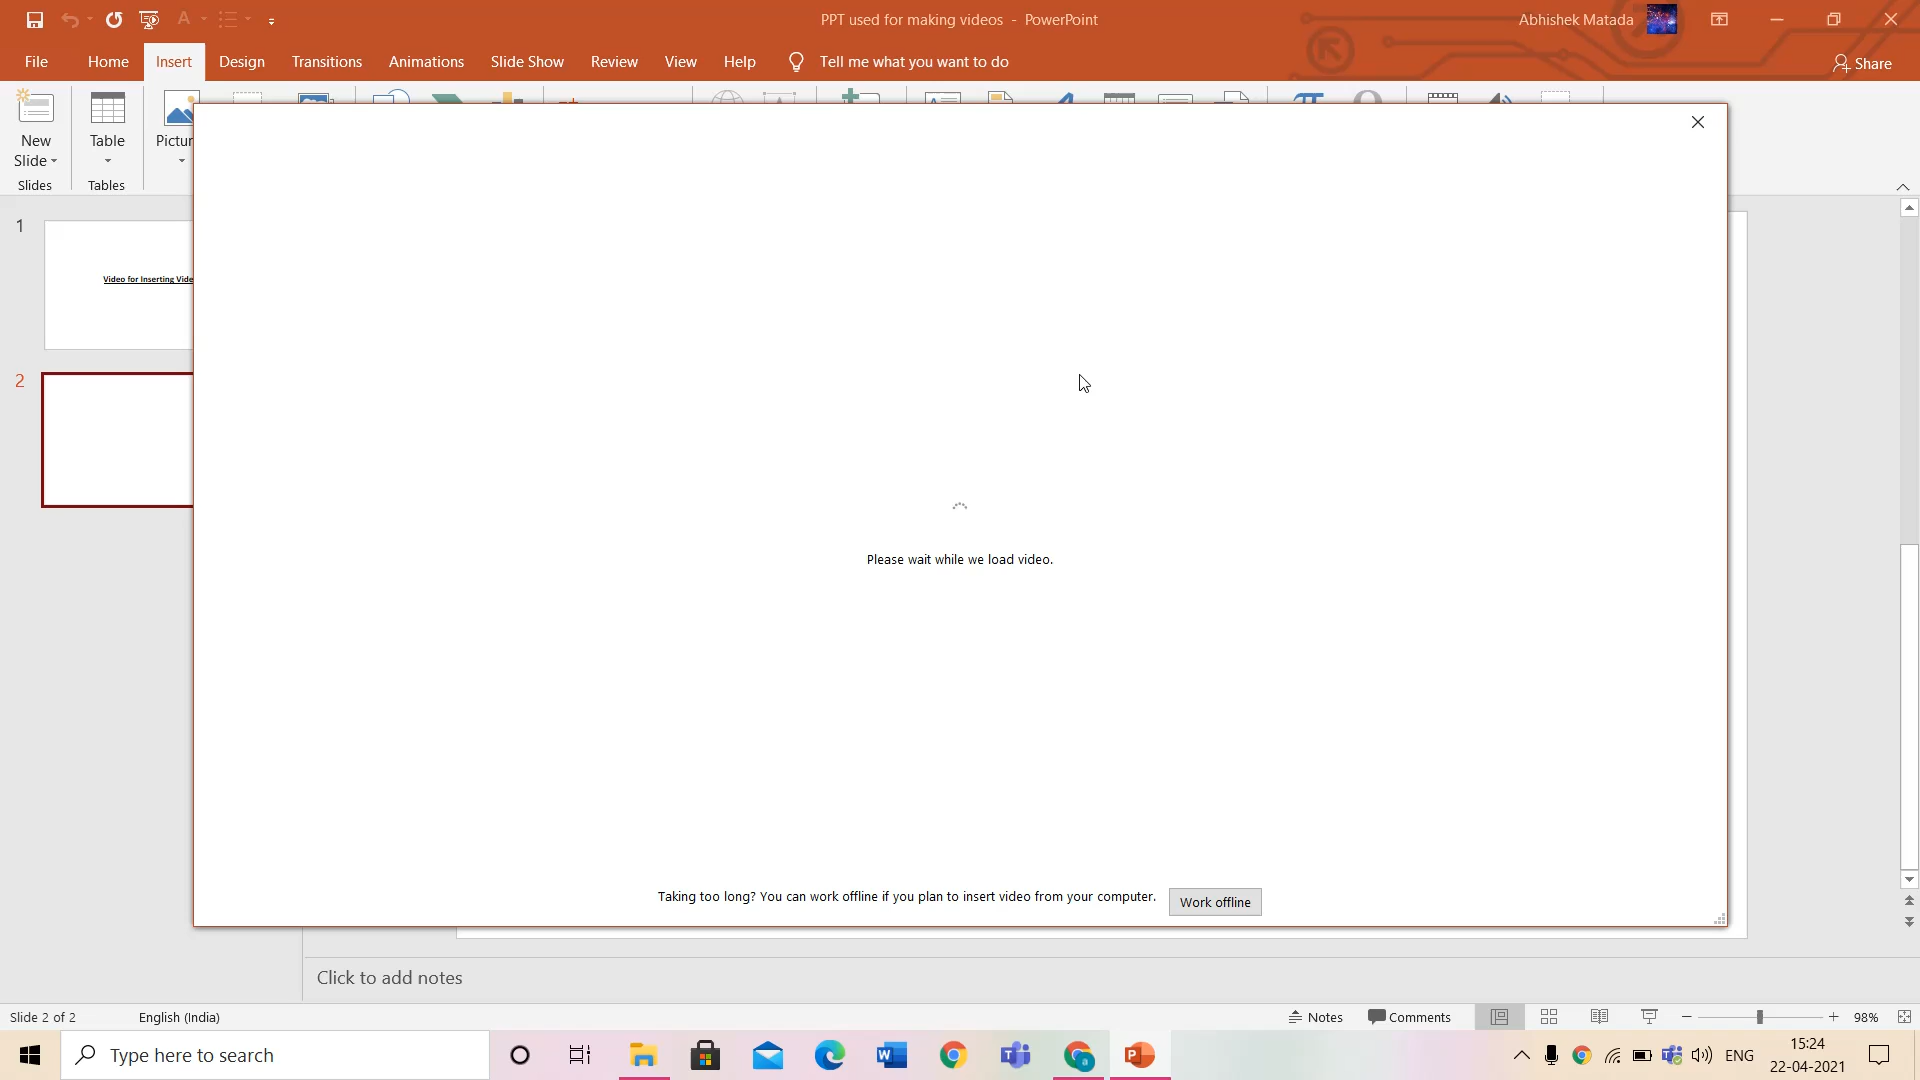 PPT used for making videos - PowerPoint
Abhishek Matada
File Home Insert Design Transitions Animations Slide Show Review View Help Tell me what you want to do Share
New
Slide
Table
Pictur
Slides
Tables
1
Video for Inserting Vide
2
Please wait while we load video.
Taking too long? You can work offline if you plan to insert video from your computer. Work offline
Click to add notes
Slide 2 of 2 English (India) Notes Comments 98%
Type here to search
ENG
15:24
22-04-2021